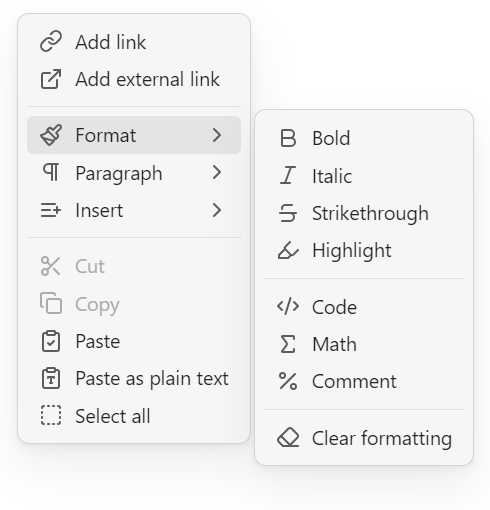 Add link
Add external link
Format
Paragraph
Insert
Cut
Copy
Paste
Paste as plain text
Select all
Bold
Italic
Strikethrough
Highlight
Code
Math
Comment
Clear formatting